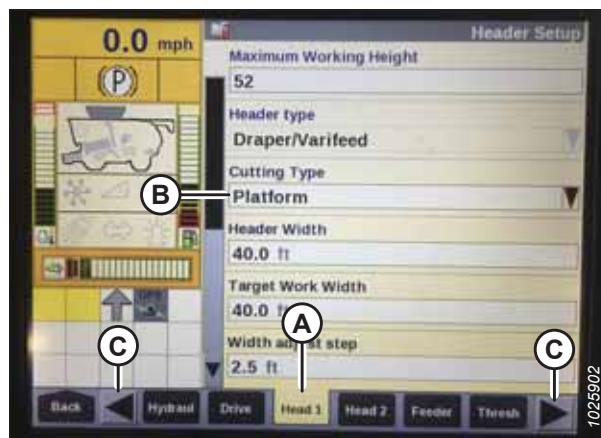 0.0 mph
(P)
Header Setup
Maximum Working Height
52
Header type
Draper/Varifeed
Cutting Type
B
Platform
Header Width
40.0 ft
Target Work Width
40.0 ft
A
Width adjust step
2.5 ft
C
C
Back
Hydraul
Drive
Head 1
Head 2
Feeder
Thresh
1025902